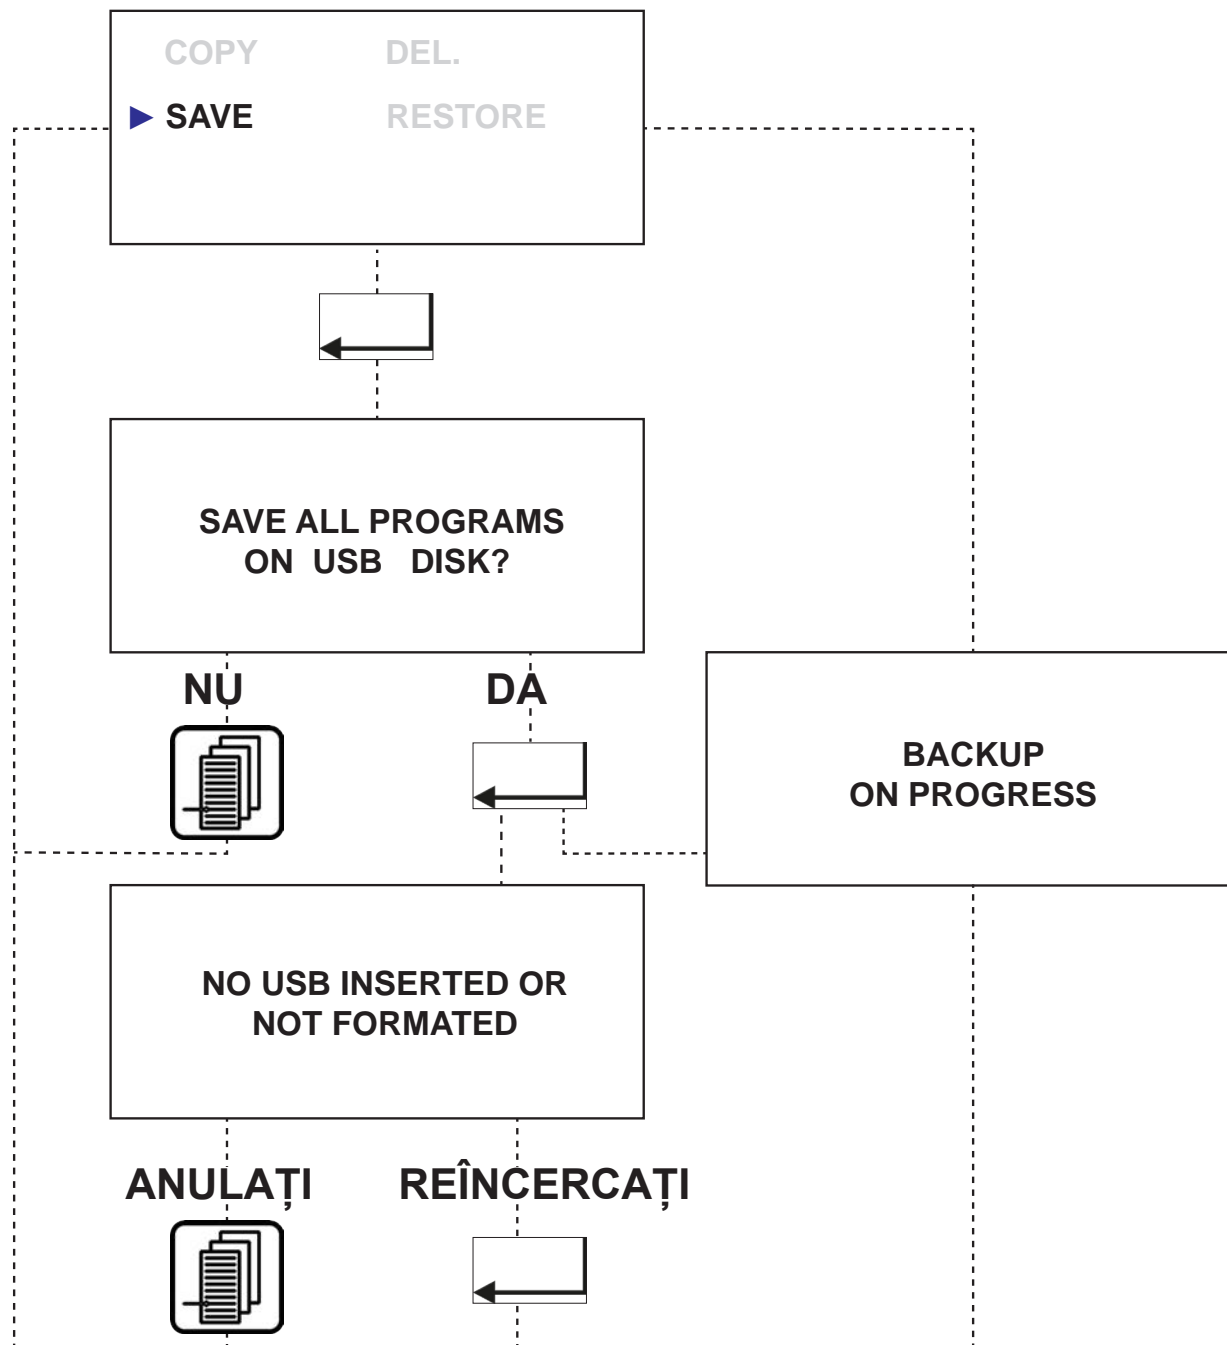 COPY DEL.
► SAVE RESTORE
SAVE ALL PROGRAMS
ON USB DISK?
NU DA
BACKUP
ON PROGRESS
NO USB INSERTED OR
NOT FORMATED
ANULAȚI REÎNCERCAȚI